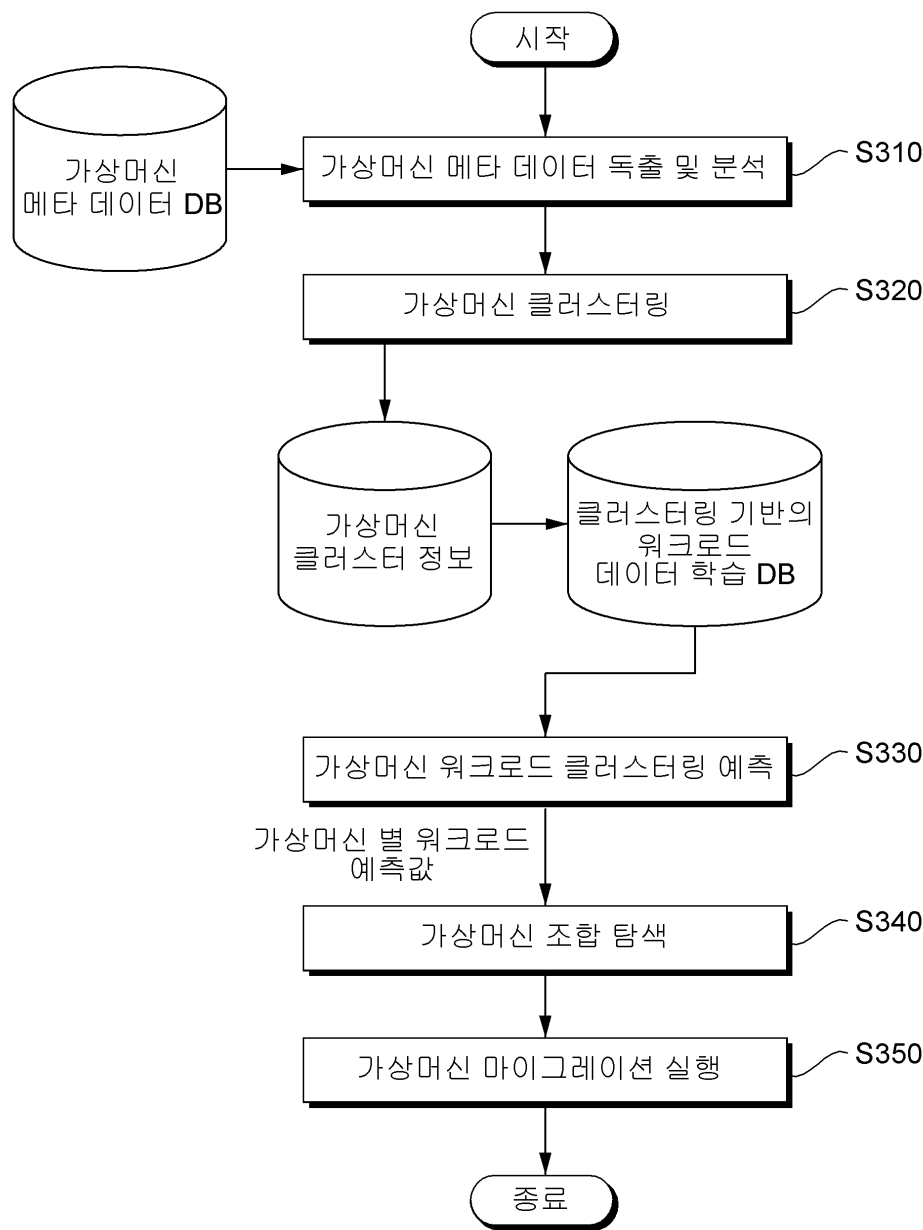 시작
가상머신
메타 데이터 DB
가상머신 메타 데이터 독출 및 분석
S310
가상머신 클러스터링
S320
가상머신
클러스터 정보
클러스터링 기반의
워크로드
데이터 학습 DB
가상머신 워크로드 클러스터링 예측
S330
가상머신 별 워크로드
예측값
가상머신 조합 탐색
S340
가상머신 마이그레이션 실행
S350
종료